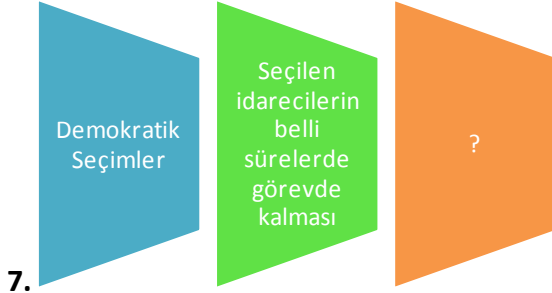 Demokratik
Seçimler
Seçilen
idarecilerin
belli
sürelerde
görevde
kalması
?
7.